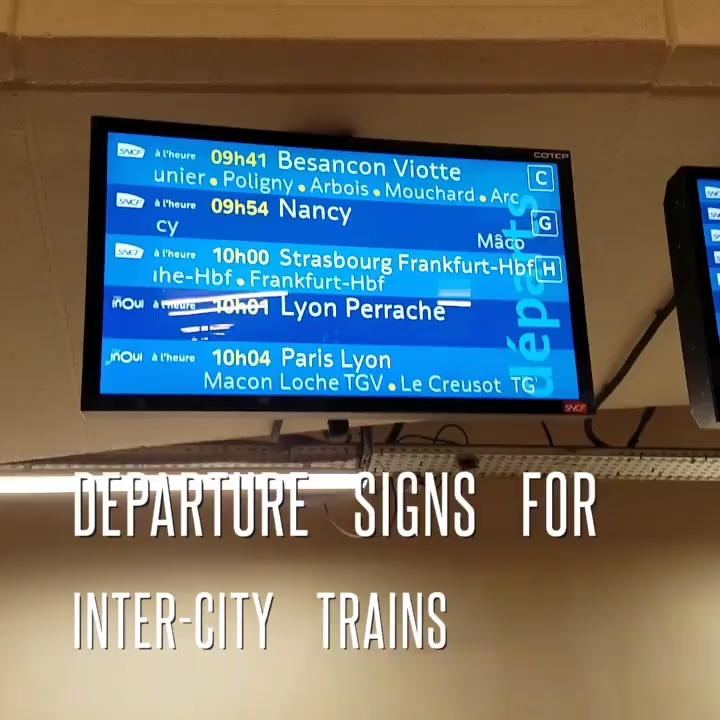 COTEP
SNCF à l'heure 09h41 Besancon Viotte C
unier • Poligny • Arbois • Mouchard • Arc
SNCF à l'heure 09h54 Nancy G
cy Mâco
SNCF à l'heure 10h00 Strasbourg Frankfurt-Hbf H
ihe-Hbf • Frankfurt-Hbf
inOui à l'heure 10h01 Lyon Perrache
inOui à l'heure 10h04 Paris Lyon
Macon Loche TGV • Le Creusot TG
départs
SNCF
DEPARTURE SIGNS FOR
INTER-CITY TRAINS